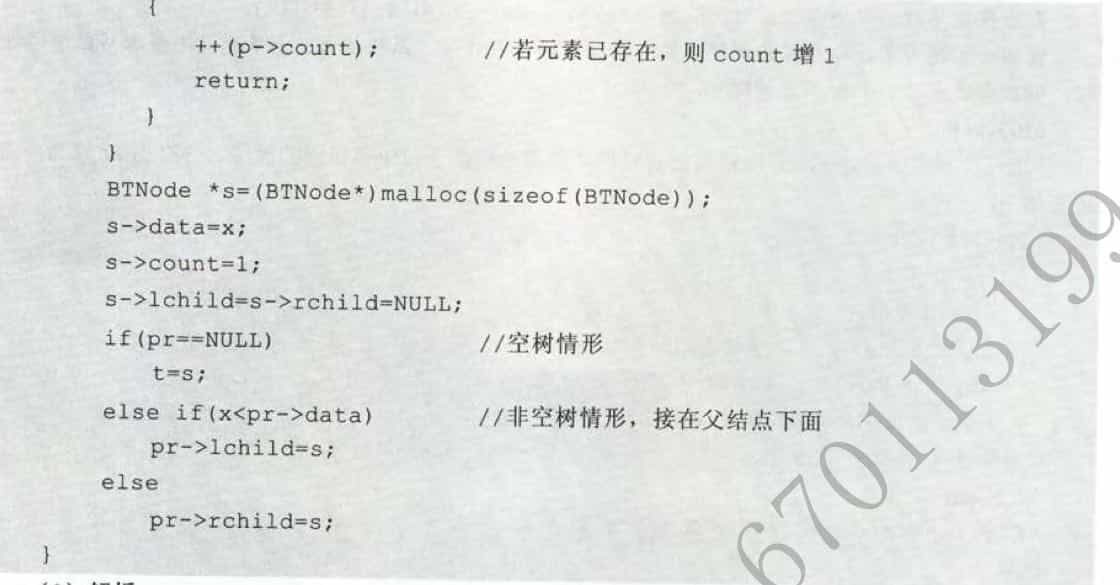 {
++(p->count); //若元素已存在，则 count 增 1
return;
}
}
BTNode *s=(BTNode*)malloc(sizeof(BTNode));
s->data=x;
s->count=1;
s->lchild=s->rchild=NULL;
if(pr==NULL) //空树情形
t=s;
else if(x<pr->data) //非空树情形，接在父结点下面
pr->lchild=s;
else
pr->rchild=s;
}
670113199